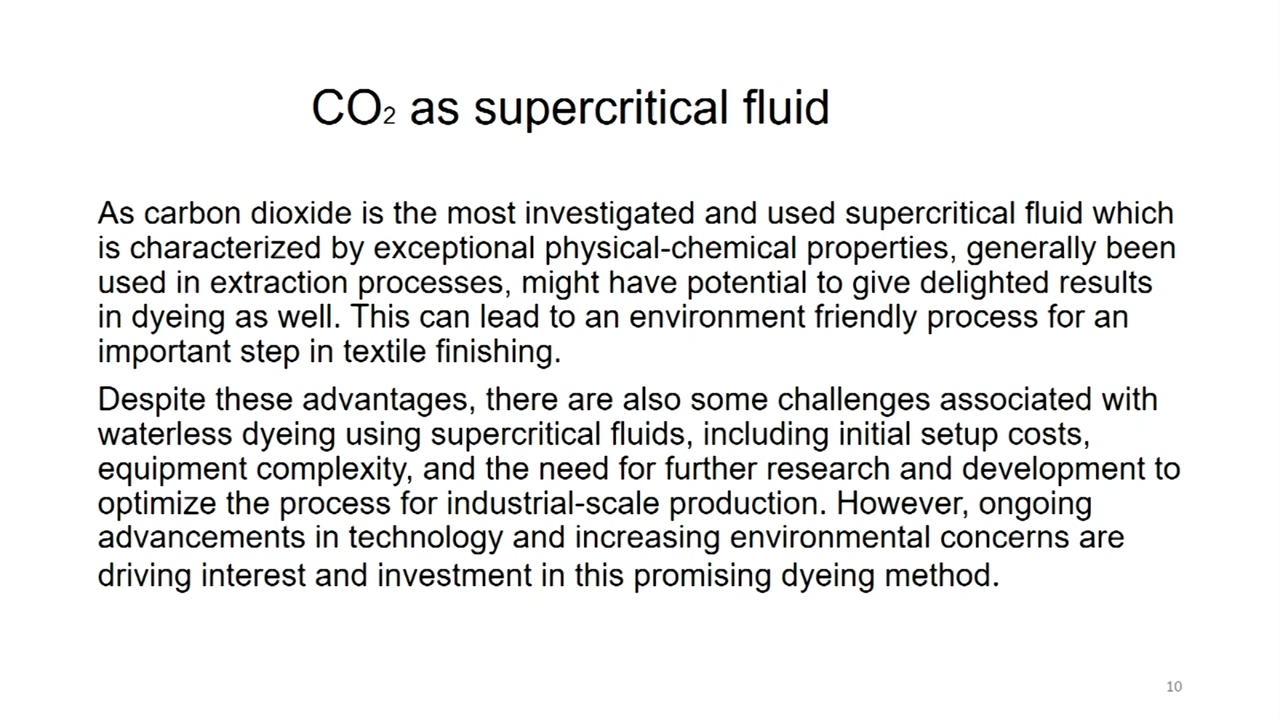 CO₂ as supercritical fluid
As carbon dioxide is the most investigated and used supercritical fluid which
is characterized by exceptional physical-chemical properties, generally been
used in extraction processes, might have potential to give delighted results
in dyeing as well. This can lead to an environment friendly process for an
important step in textile finishing.
Despite these advantages, there are also some challenges associated with
waterless dyeing using supercritical fluids, including initial setup costs,
equipment complexity, and the need for further research and development to
optimize the process for industrial-scale production. However, ongoing
advancements in technology and increasing environmental concerns are
driving interest and investment in this promising dyeing method.
10